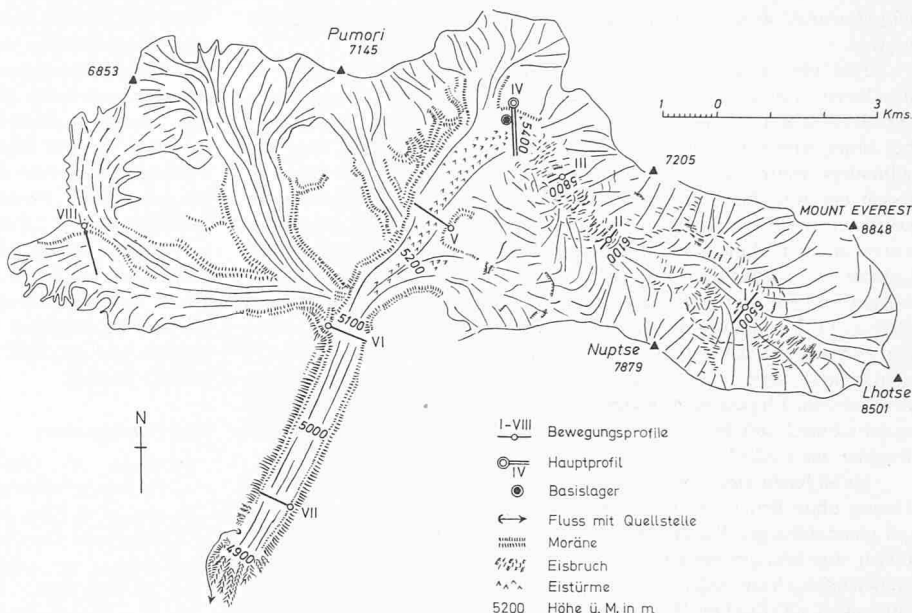 Pumori
7145
6853
IV
5400
1 0 3
Kms.
III
5800
7205
II
6100
MOUNT EVEREST
8848
VIII
V
5200
I
6500
5100
VI
Nuptse
7879
Lhotse
8501
N
5000
VII
4900
I-VIII Bewegungsprofile
IV Hauptprofil
Basislager
Fluss mit Quellstelle
Moräne
Eisbruch
Eistürme
5200 Höhe ü. M. in m